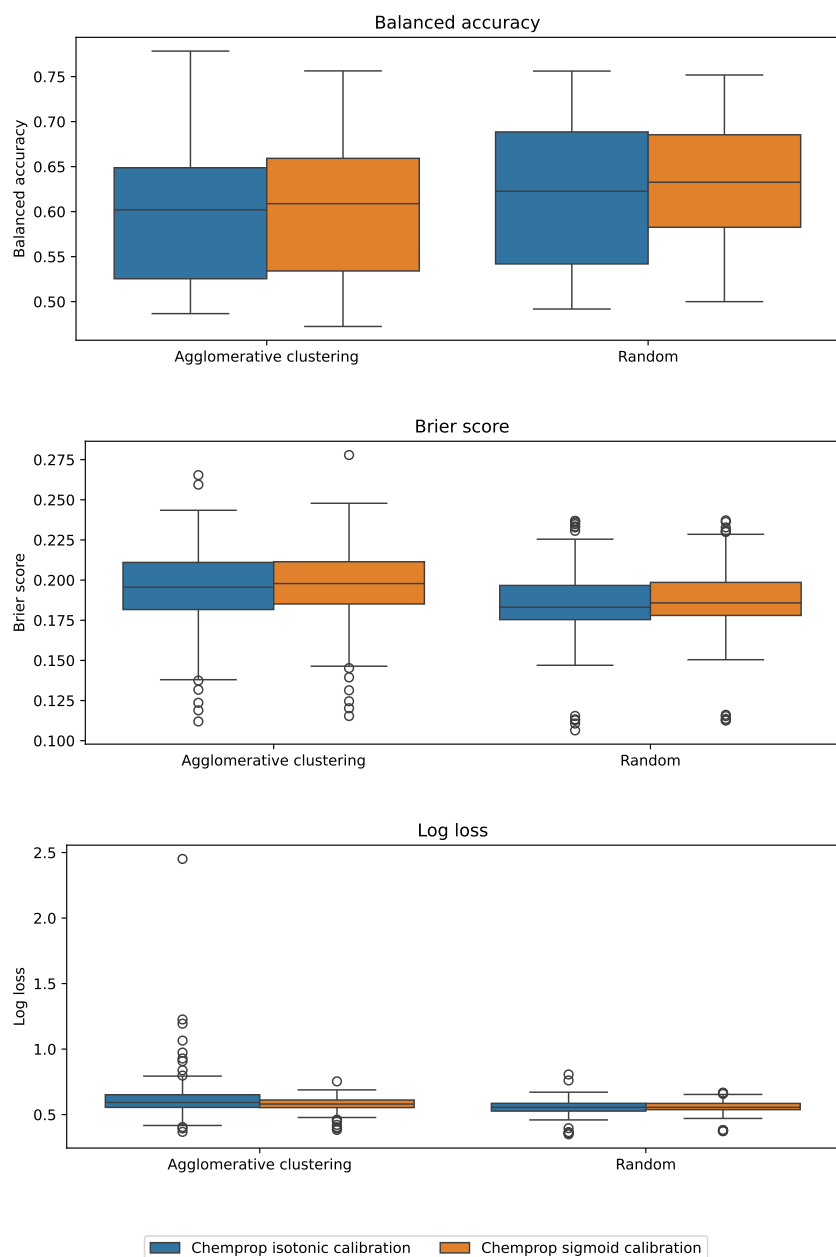 Balanced accuracy
Balanced accuracy
0.75
0.70
0.65
0.60
0.55
0.50
Agglomerative clustering Random
Brier score
Brier score
0.275
0.250
0.225
0.200
0.175
0.150
0.125
0.100
Agglomerative clustering Random
Log loss
Log loss
2.5
2.0
1.5
1.0
0.5
Agglomerative clustering Random
Chemprop isotonic calibration Chemprop sigmoid calibration